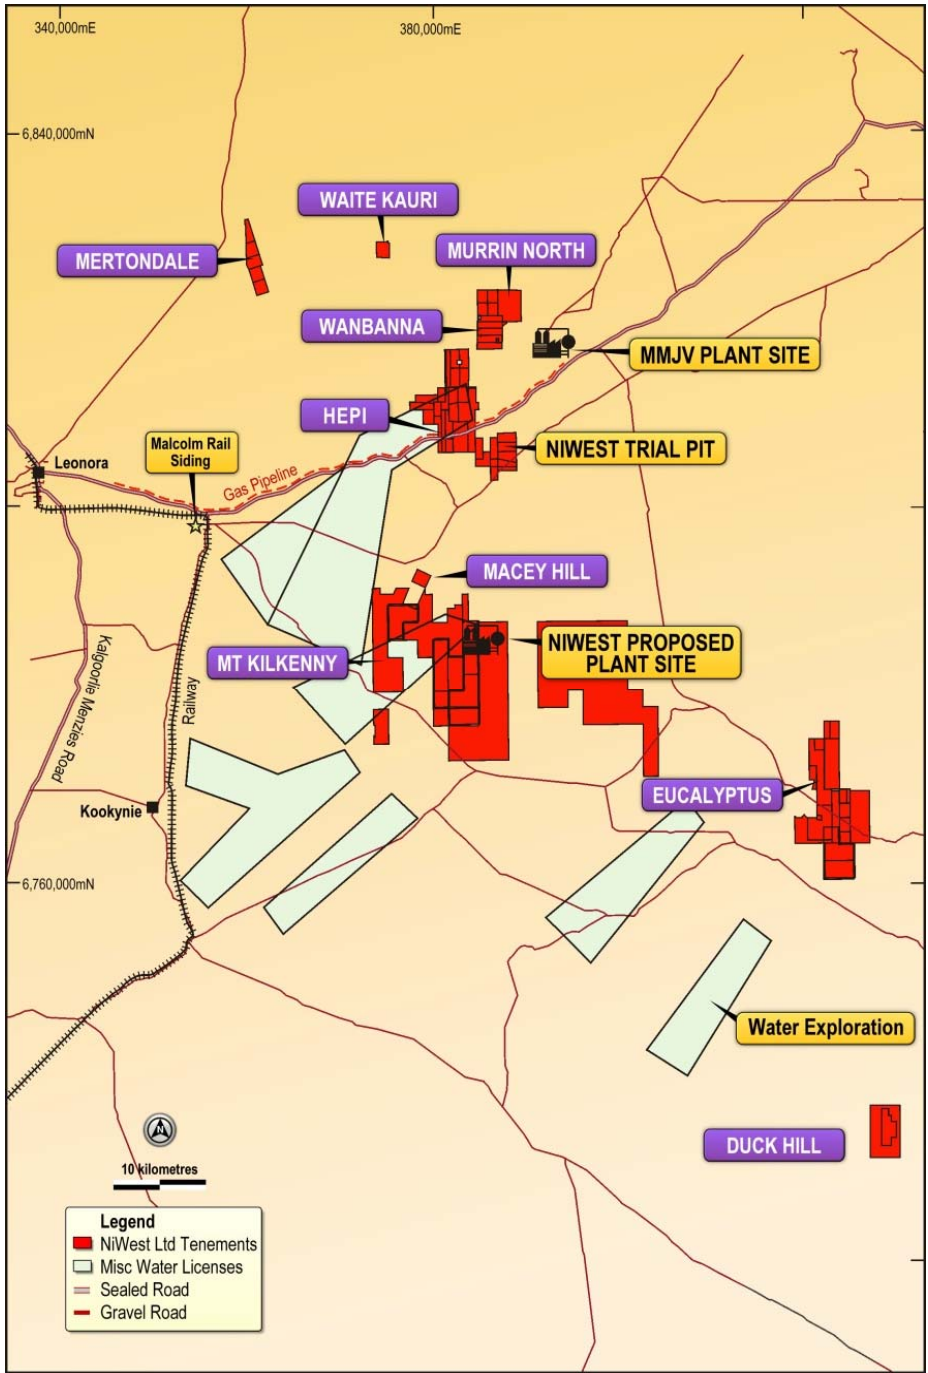 340,000mE
380,000mE
6,840,000mN
WAITE KAURI
MERTONDALE
MURRIN NORTH
WANBANNA
MMJV PLANT SITE
HEPI
Malcolm Rail
Siding
NIWEST TRIAL PIT
Leonora
Gas Pipeline
MACEY HILL
NIWEST PROPOSED
PLANT SITE
MT KILKENNY
Kalgoorlie Menzies Road
Railway
EUCALYPTUS
Kookynie
6,760,000mN
Water Exploration
N
DUCK HILL
10 kilometres
Legend
NiWest Ltd Tenements
Misc Water Licenses
Sealed Road
Gravel Road